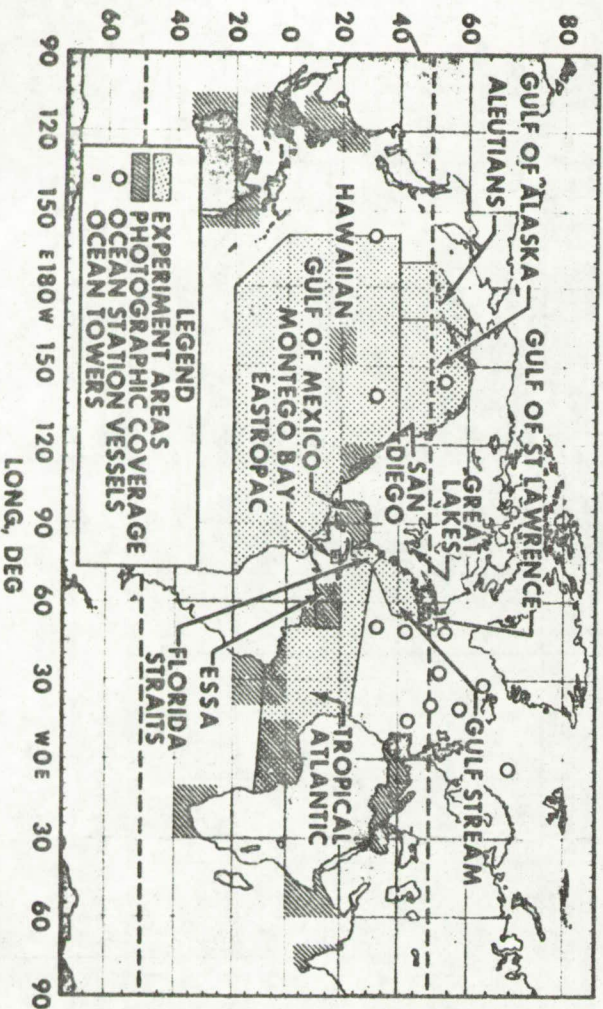 80
60
40
20
0
20
40
60
90
120
150
E180W
150
120
90
60
30
WOE
30
60
90
LONG, DEG
GULF OF ALASKA
ALEUTIANS
GULF OF ST LAWRENCE
GREAT
LAKES
SAN
DIEGO
HAWAIIAN
GULF OF MEXICO
MONTEGO BAY
EASTROPAC
GULF STREAM
TROPICAL
ATLANTIC
ESSA
FLORIDA
STRAITS
LEGEND
EXPERIMENT AREAS
PHOTOGRAPHIC COVERAGE
OCEAN STATION VESSELS
OCEAN TOWERS